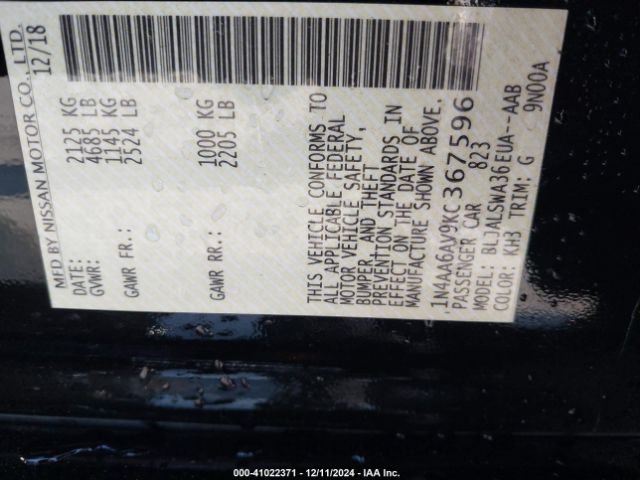 MFD BY NISSAN MOTOR CO., LTD.
DATE: 12/18
GVWR: 2125 KG
4685 LB
GAWR FR.: 1145 KG
2524 LB
GAWR RR.: 1000 KG
2205 LB
THIS VEHICLE CONFORMS TO
ALL APPLICABLE FEDERAL
MOTOR VEHICLE SAFETY,
BUMPER, AND THEFT
PREVENTION STANDARDS IN
EFFECT ON THE DATE OF
MANUFACTURE SHOWN ABOVE.
1N4AA6AV9KC367596
PASSENGER CAR 823
MODEL: BLJALSWA36EUA--AAB
COLOR: KH3 TRIM: G 9N00A
000-41022371 - 12/11/2024 - IAA Inc.